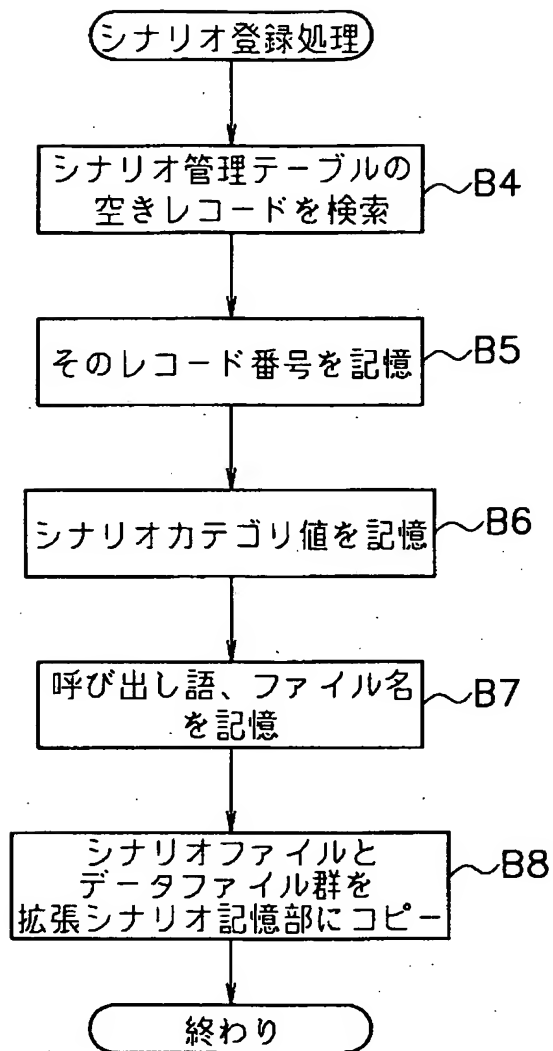 シナリオ登録処理
シナリオ管理テーブルの
空きレコードを検索
B4
そのレコード番号を記憶
B5
シナリオカテゴリ値を記憶
B6
呼び出し語、ファイル名
を記憶
B7
シナリオファイルと
データファイル群を
拡張シナリオ記憶部にコピー
B8
終わり